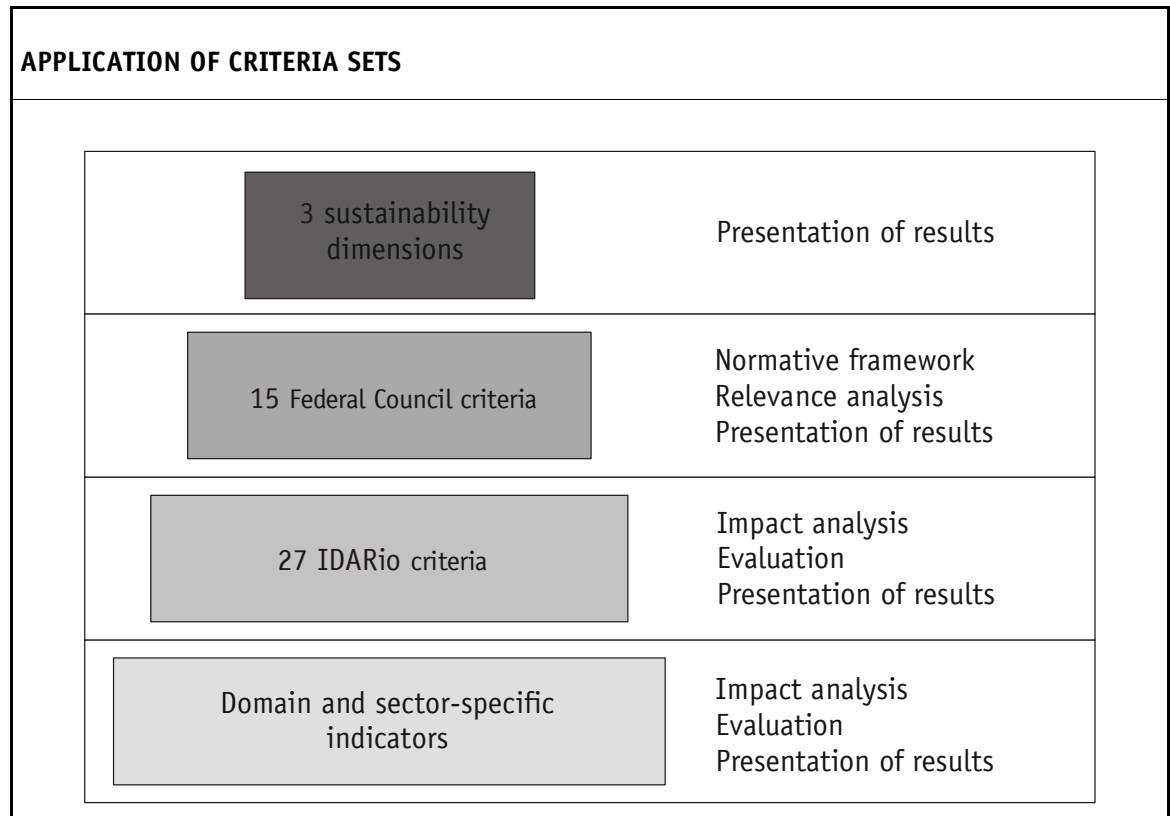 APPLICATION OF CRITERIA SETS
3 sustainability
dimensions
Presentation of results
15 Federal Council criteria
Normative framework
Relevance analysis
Presentation of results
27 IDARio criteria
Impact analysis
Evaluation
Presentation of results
Domain and sector-specific
indicators
Impact analysis
Evaluation
Presentation of results